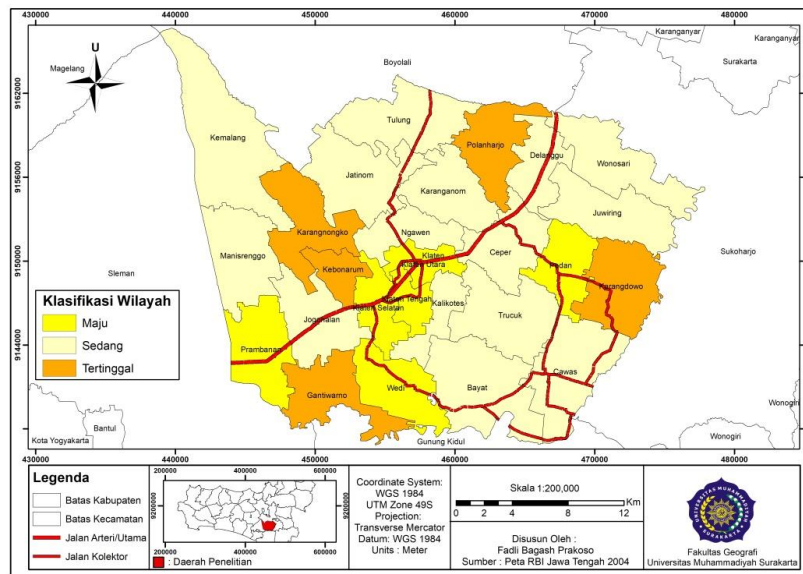 430000
450000
460000
470000
480000
9162000
9156000
9150000
9144000
U
Magelang
Boyolali
Karanganyar
Karanganyar
Surakarta
Kemalang
Tulung
Polanharjo
Delanggu
Wonosari
Jatinom
Karanganom
Juwiring
Karangnongko
Ngawen
Manisrenggo
Kebonarum
Klaten
Klaten Utara
Ceper
Pedan
Karangdowo
Sukoharjo
Sleman
Klaten Tengah
Kalikotes
Klaten Selatan
Jogonalan
Trucuk
Prambanan
Cawas
Gantiwarno
Wedi
Bayat
Bantul
Kota Yogyakarta
Gunung Kidul
Wonogiri
Wonogiri
Klasifikasi Wilayah
Maju
Sedang
Tertinggal
430000
450000
460000
470000
480000
Legenda
Batas Kabupaten
Batas Kecamatan
Jalan Arteri/Utama
Jalan Kolektor
200000
400000
600000
9200000
9200000
200000
400000
600000
: Daerah Penelitian
Coordinate System:
WGS 1984
UTM Zone 49S
Projection:
Transverse Mercator
Datum: WGS 1984
Units : Meter
Skala 1:200,000
0
2
4
8
12
Km
Disusun Oleh :
Fadli Bagash Prakoso
Sumber : Peta RBI Jawa Tengah 2004
UNIVERSITAS MUHAMMADIYAH
SURAKARTA
Fakultas Geografi
Universitas Muhammadiyah Surakarta